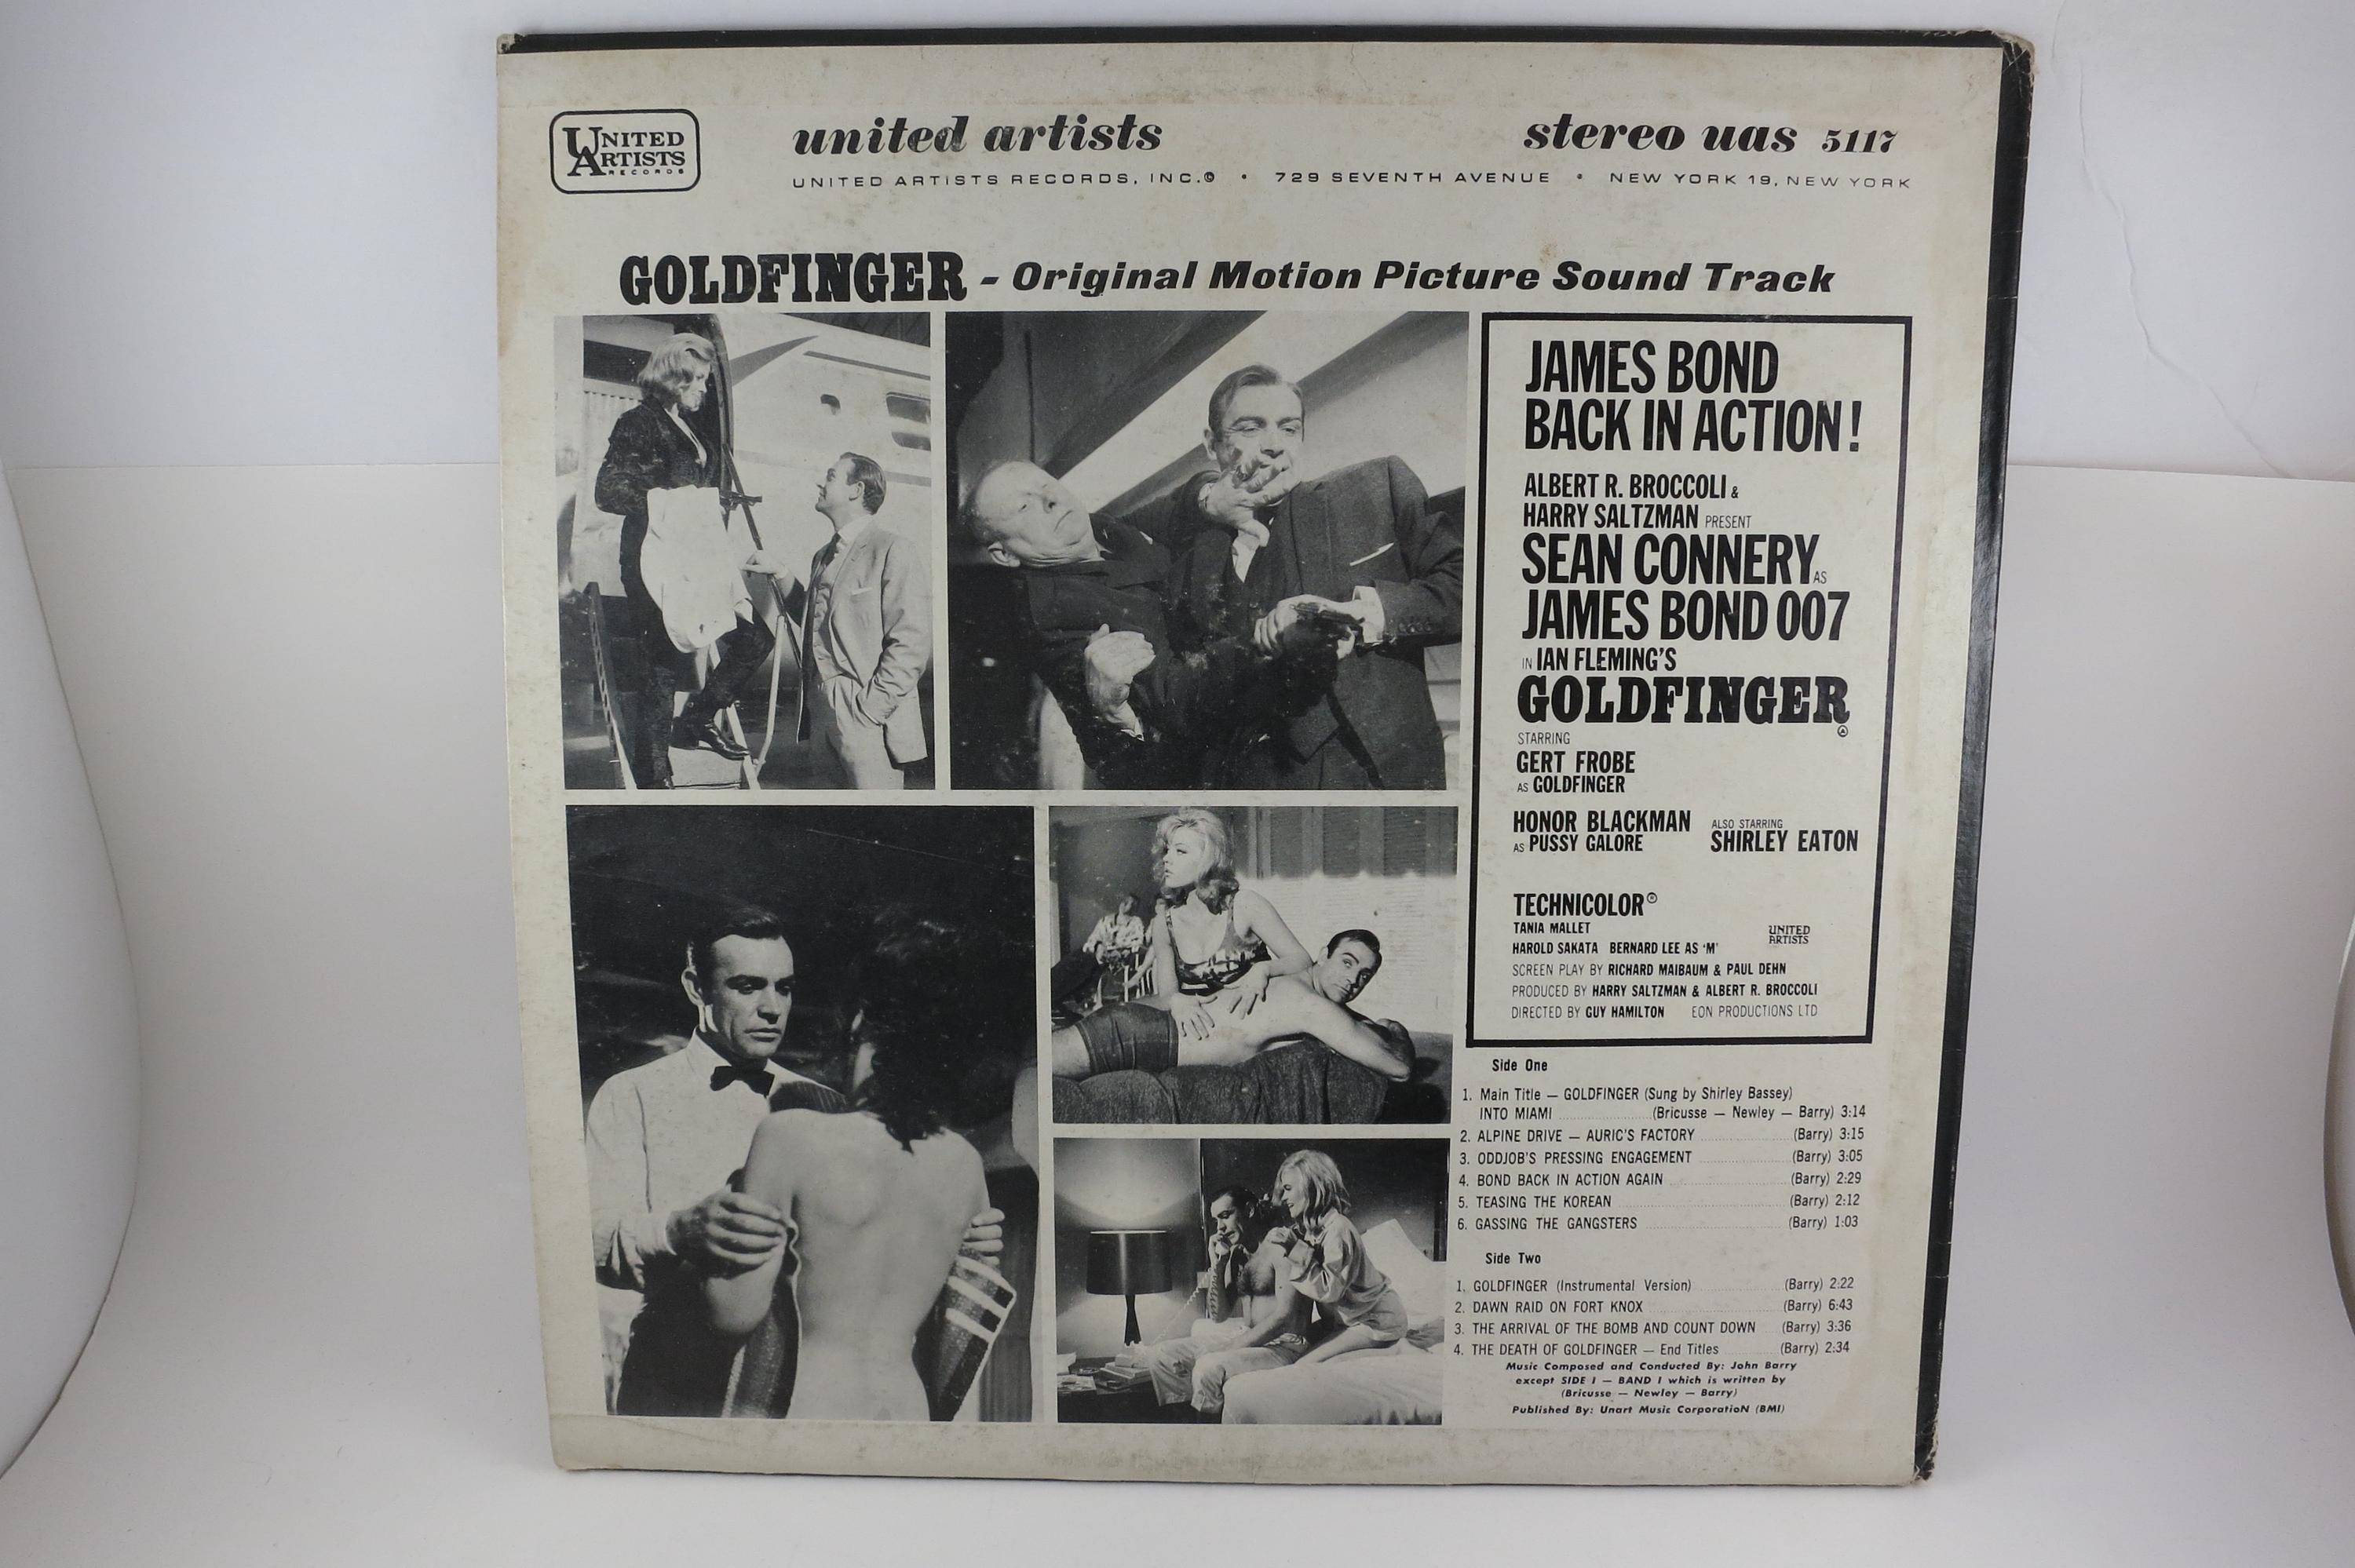 UNITED
ARTISTS
RECORDS
united artists
stereo uas 5117
UNITED ARTISTS RECORDS, INC.© • 729 SEVENTH AVENUE • NEW YORK 19, NEW YORK
GOLDFINGER - Original Motion Picture Sound Track
JAMES BOND
BACK IN ACTION!
ALBERT R. BROCCOLI &
HARRY SALTZMAN PRESENT
SEAN CONNERY AS
JAMES BOND 007
IN IAN FLEMING'S
GOLDFINGER
STARRING
GERT FROBE
AS GOLDFINGER
HONOR BLACKMAN
AS PUSSY GALORE
ALSO STARRING
SHIRLEY EATON
TECHNICOLOR®
TANIA MALLET
HAROLD SAKATA BERNARD LEE AS 'M'
UNITED
ARTISTS
SCREEN PLAY BY RICHARD MAIBAUM & PAUL DEHN
PRODUCED BY HARRY SALTZMAN & ALBERT R. BROCCOLI
DIRECTED BY GUY HAMILTON EON PRODUCTIONS LTD
Side One
1. Main Title — GOLDFINGER (Sung by Shirley Bassey)
INTO MIAMI (Bricusse — Newley — Barry) 3:14
2. ALPINE DRIVE — AURIC'S FACTORY (Barry) 3:15
3. ODDJOB'S PRESSING ENGAGEMENT (Barry) 3:05
4. BOND BACK IN ACTION AGAIN (Barry) 2:29
5. TEASING THE KOREAN (Barry) 2:12
6. GASSING THE GANGSTERS (Barry) 1:03
Side Two
1. GOLDFINGER (Instrumental Version) (Barry) 2:22
2. DAWN RAID ON FORT KNOX (Barry) 6:43
3. THE ARRIVAL OF THE BOMB AND COUNT DOWN (Barry) 3:36
4. THE DEATH OF GOLDFINGER — End Titles (Barry) 2:34
Music Composed and Conducted By: John Barry
except SIDE I — BAND I which is written by
(Bricusse — Newley — Barry)
Published By: Unart Music CorporatioN (BMI)